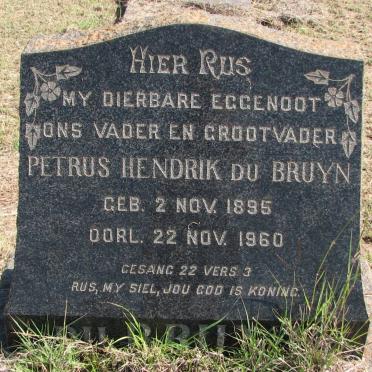 HIER RUS
MY DIERBARE EGGENOOT
ONS VADER EN GROOTVADER
PETRUS HENDRIK DU BRUYN
GEB. 2 NOV. 1895
OORL. 22 NOV. 1960
GESANG 22 VERS 3
RUS, MY SIEL, JOU GOD IS KONING.